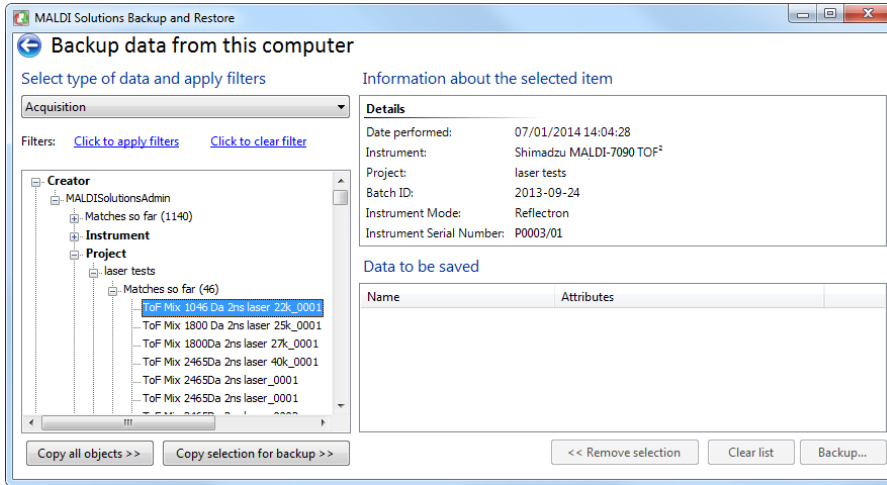 MALDI Solutions Backup and Restore
Backup data from this computer
Select type of data and apply filters
Acquisition
Filters: Click to apply filters Click to clear filter
Creator
MALDISolutionsAdmin
Matches so far (1140)
Instrument
Project
laser tests
Matches so far (46)
ToF Mix 1046 Da 2ns laser 22k_0001
ToF Mix 1800 Da 2ns laser 25k_0001
ToF Mix 1800Da 2ns laser 27k_0001
ToF Mix 2465Da 2ns laser 40k_0001
ToF Mix 2465Da 2ns laser_0001
ToF Mix 2465Da 2ns laser_0001
Copy all objects >> Copy selection for backup >>
Information about the selected item
Details
Date performed: 07/01/2014 14:04:28
Instrument: Shimadzu MALDI-7090 TOF²
Project: laser tests
Batch ID: 2013-09-24
Instrument Mode: Reflectron
Instrument Serial Number: P0003/01
Data to be saved
Name Attributes
<< Remove selection Clear list Backup...